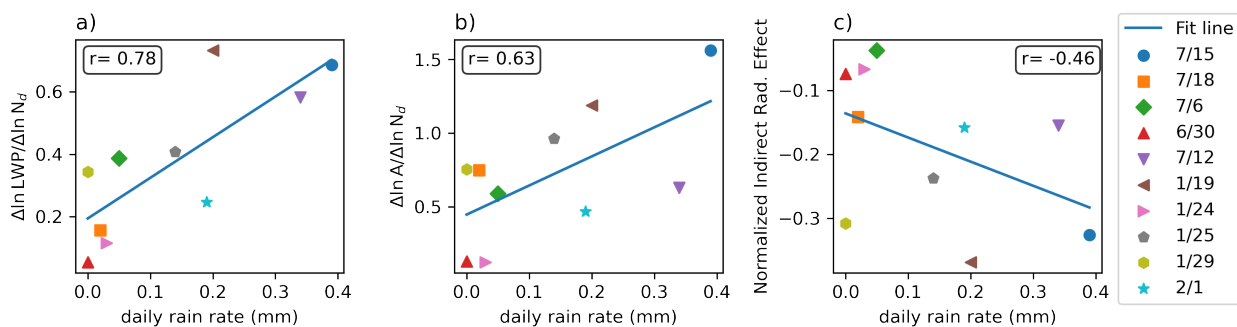 a)
r= 0.78
Δln LWP/Δln N_d
0.6
0.4
0.2
0.0 0.1 0.2 0.3 0.4
daily rain rate (mm)
b)
r= 0.63
Δln A/Δln N_d
1.5
1.0
0.5
0.0 0.1 0.2 0.3 0.4
daily rain rate (mm)
c)
r= -0.46
Normalized Indirect Rad. Effect
−0.1
−0.2
−0.3
0.0 0.1 0.2 0.3 0.4
daily rain rate (mm)
Fit line
7/15
7/18
7/6
6/30
7/12
1/19
1/24
1/25
1/29
2/1